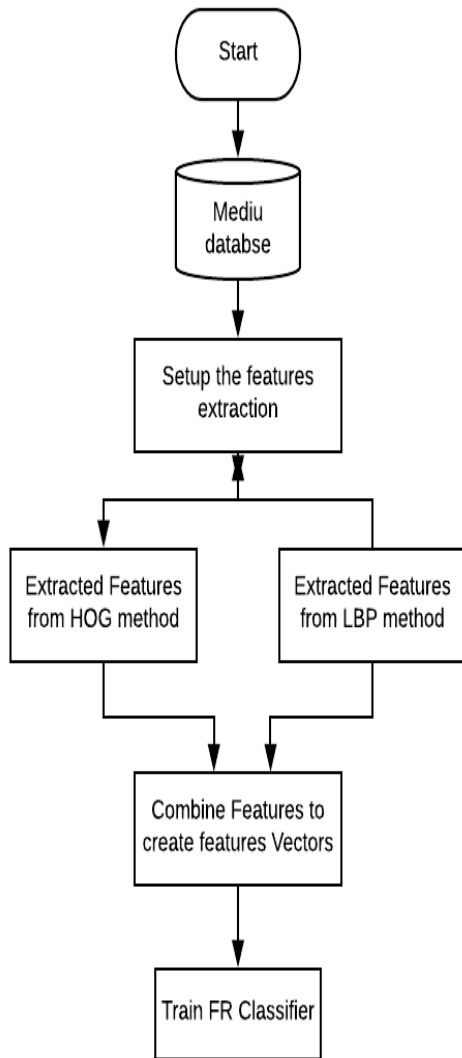 Start
Mediu
databse
Setup the features
extraction
Extracted Features
from HOG method
Extracted Features
from LBP method
Combine Features to
create features Vectors
Train FR Classifier